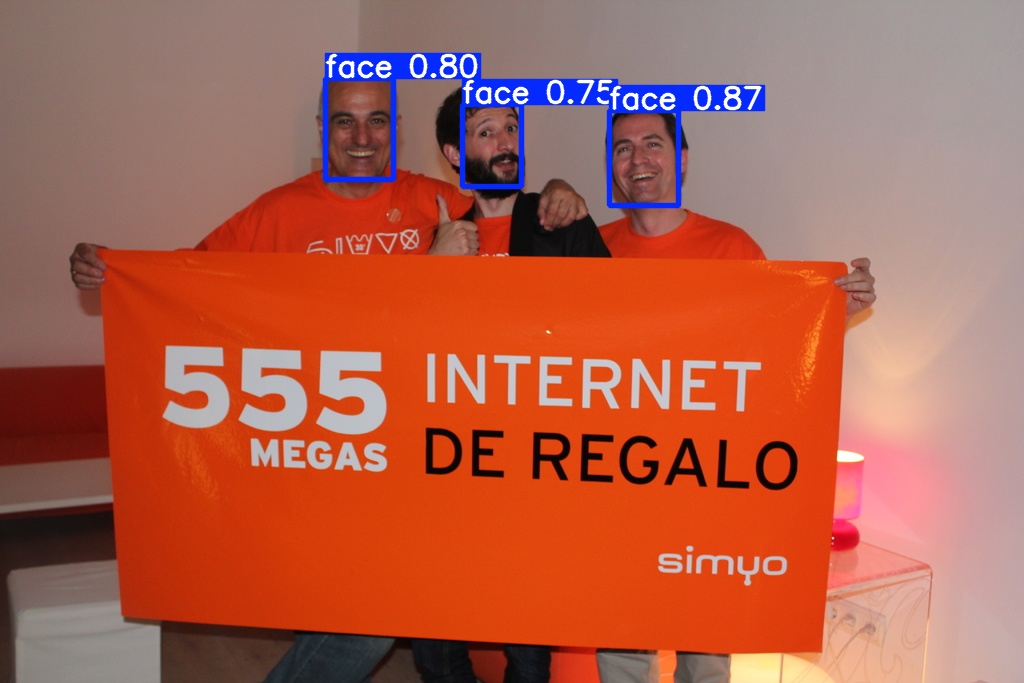 face 0.80
face 0.75
face 0.87
555
MEGAS
INTERNET
DE REGALO
simyo